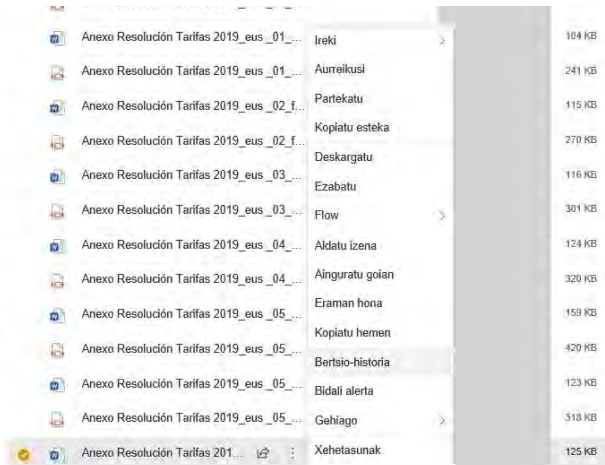 Anexo Resolución Tarifas 2019_eus _01_... Ireki 104 KB
Anexo Resolución Tarifas 2019_eus _01_... Aurreikusi 241 KB
Anexo Resolución Tarifas 2019_eus _02_f... Partekatu 115 KB
Kopiatu esteka
Anexo Resolución Tarifas 2019_eus _02_f... 270 KB
Deskargatu
Anexo Resolución Tarifas 2019_eus _03_... Ezabatu 116 KB
Anexo Resolución Tarifas 2019_eus _03_... Flow 301 KB
Anexo Resolución Tarifas 2019_eus _04_... Aldatu izena 124 KB
Anexo Resolución Tarifas 2019_eus _04_... Ainguratu goian 320 KB
Eraman hona
Anexo Resolución Tarifas 2019_eus _05_... 159 KB
Kopiatu hemen
Anexo Resolución Tarifas 2019_eus _05_... 420 KB
Bertsio-historia
Anexo Resolución Tarifas 2019_eus _05_... Bidali alerta 123 KB
Anexo Resolución Tarifas 2019_eus _05_... Gehiago 318 KB
Anexo Resolución Tarifas 201... Xehetasunak 125 KB